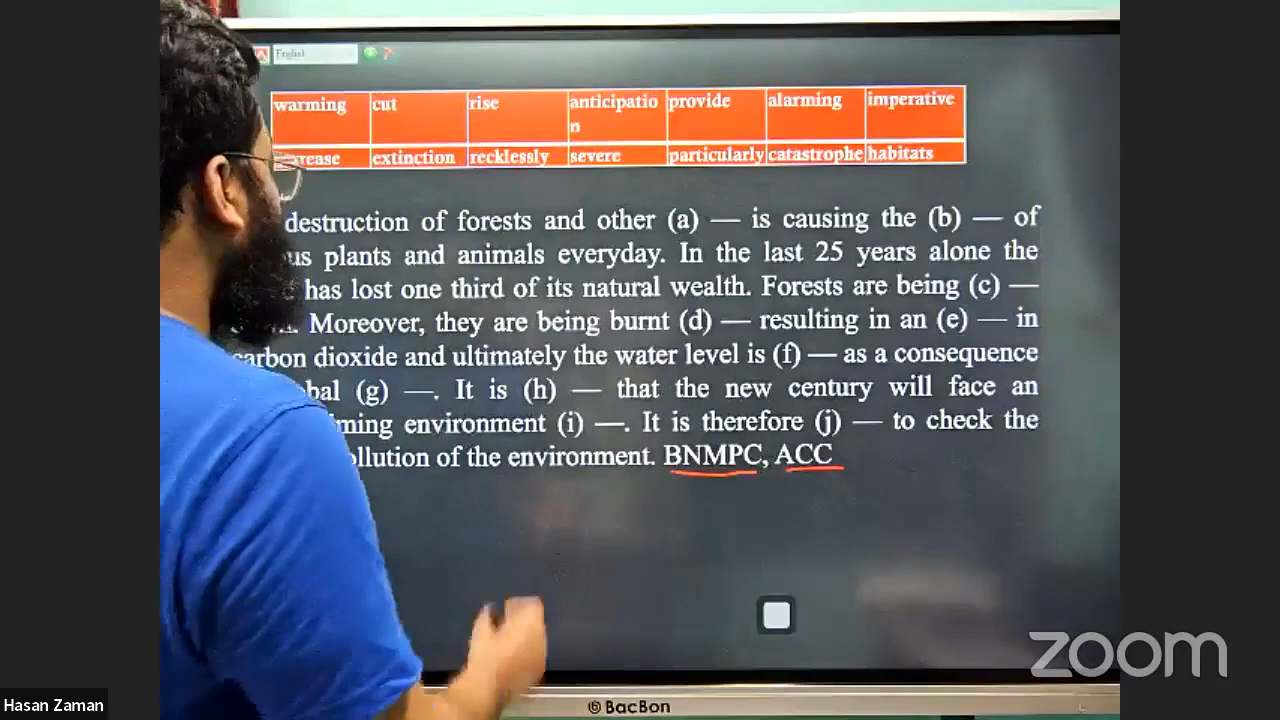 English
warming cut rise anticipatio provide alarming imperative
n
extinction recklessly severe particularly catastrophe habitats
destruction of forests and other (a) — is causing the (b) — of
plants and animals everyday. In the last 25 years alone the
has lost one third of its natural wealth. Forests are being (c) —
Moreover, they are being burnt (d) — resulting in an (e) — in
carbon dioxide and ultimately the water level is (f) — as a consequence
(g) —. It is (h) — that the new century will face an
environment (i) —. It is therefore (j) — to check the
of the environment. BNMPC, ACC
zoom
Hasan Zaman
BacBon